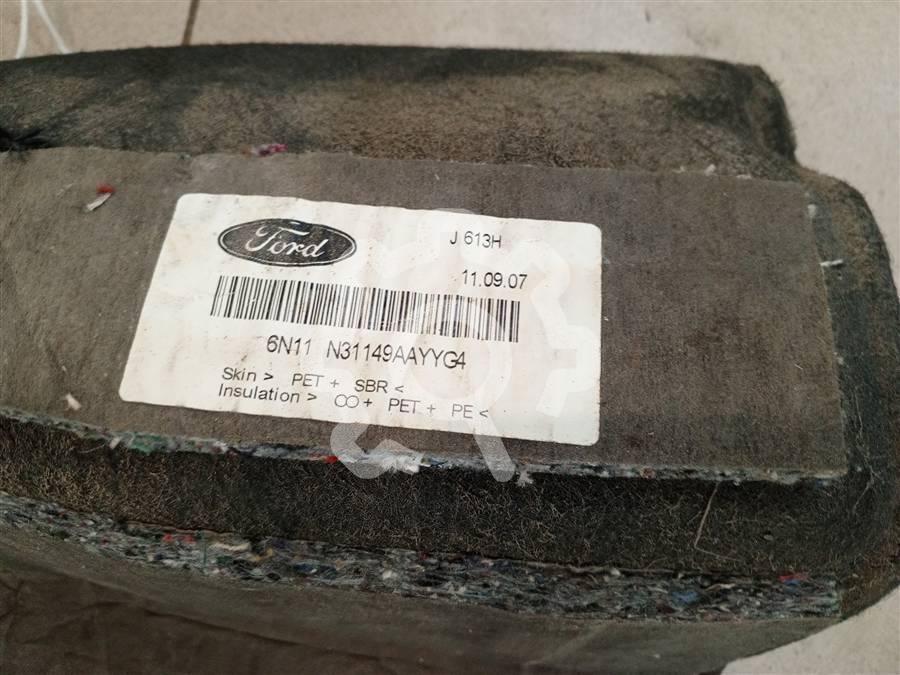 Ford
J 613H
11.09.07
6N11 N31149AAYYG4
Skin > PET + SBR <
Insulation > CO + PET + PE <